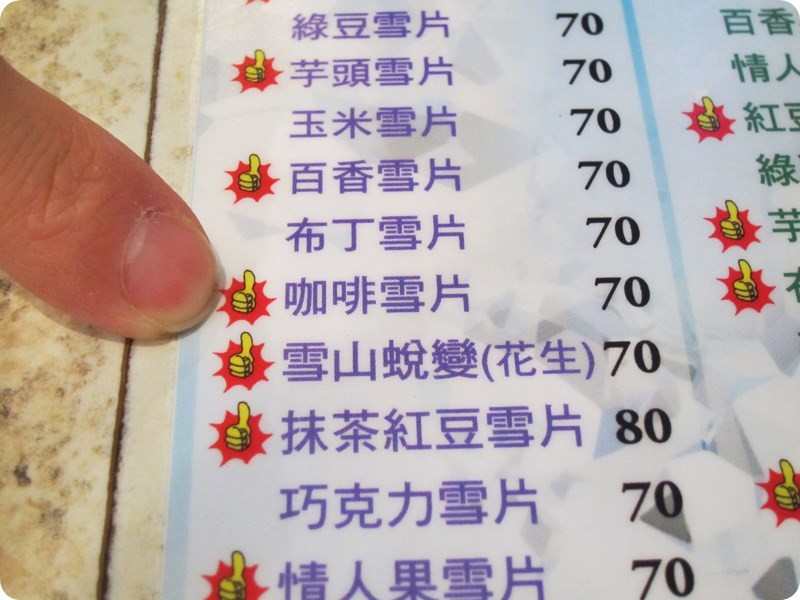 綠豆雪片 70
芋頭雪片 70
玉米雪片 70
百香雪片 70
布丁雪片 70
咖啡雪片 70
雪山蛻變(花生) 70
抹茶紅豆雪片 80
巧克力雪片 70
情人果雪片 70
百香
情人
紅豆
綠
芋